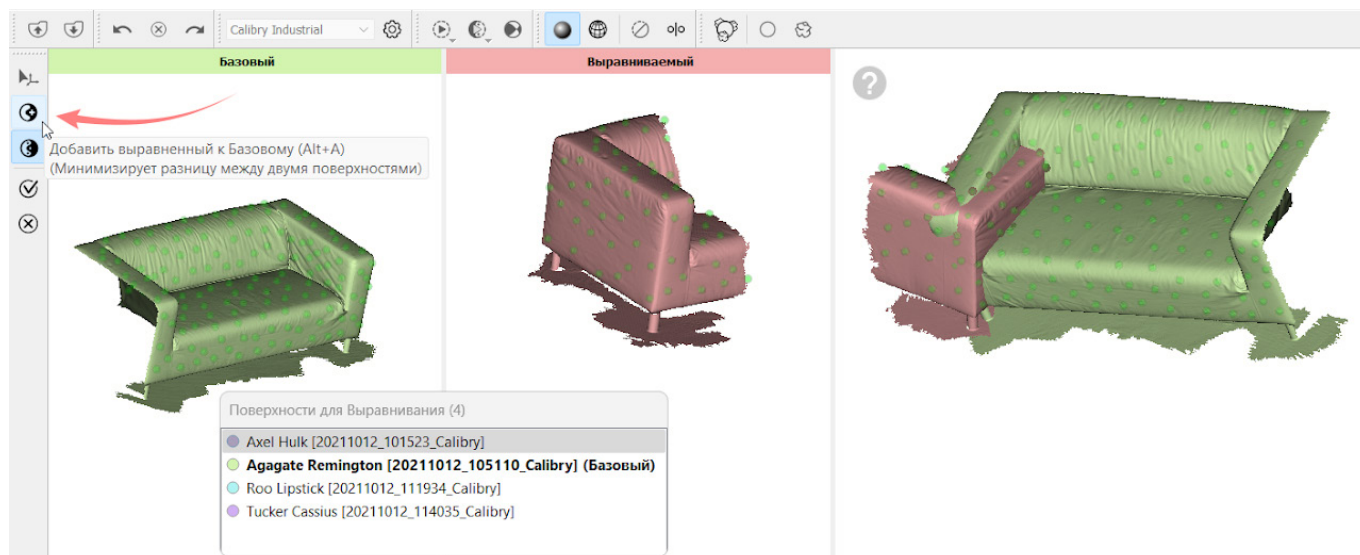 Calibry Industrial
Базовый
Выравниваемый
?
Добавить выравненный к Базовому (Alt+A)
(Минимизирует разницу между двумя поверхностями)
Поверхности для Выравнивания (4)
Axel Hulk [20211012_101523_Calibry]
Agagate Remington [20211012_105110_Calibry] (Базовый)
Roo Lipstick [20211012_111934_Calibry]
Tucker Cassius [20211012_114035_Calibry]